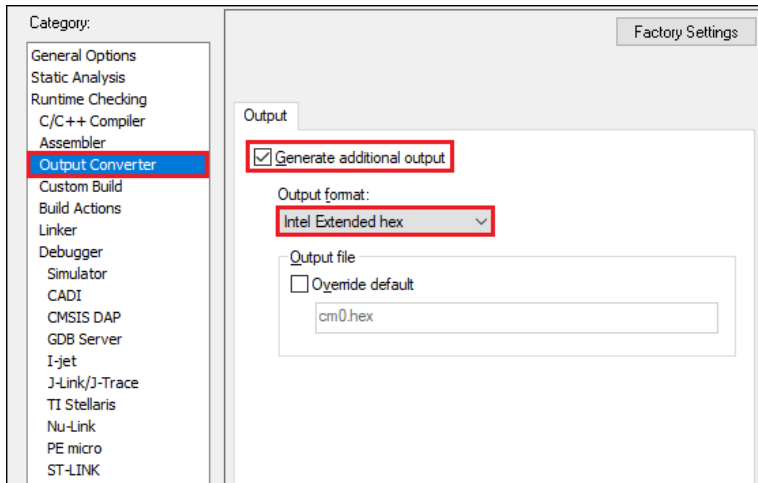 Category:
Factory Settings
General Options
Static Analysis
Runtime Checking
C/C++ Compiler
Assembler
Output Converter
Custom Build
Build Actions
Linker
Debugger
Simulator
CADI
CMSIS DAP
GDB Server
I-jet
J-Link/J-Trace
TI Stellaris
Nu-Link
PE micro
ST-LINK
Output
Generate additional output
Output format:
Intel Extended hex
Output file
Override default
cm0.hex